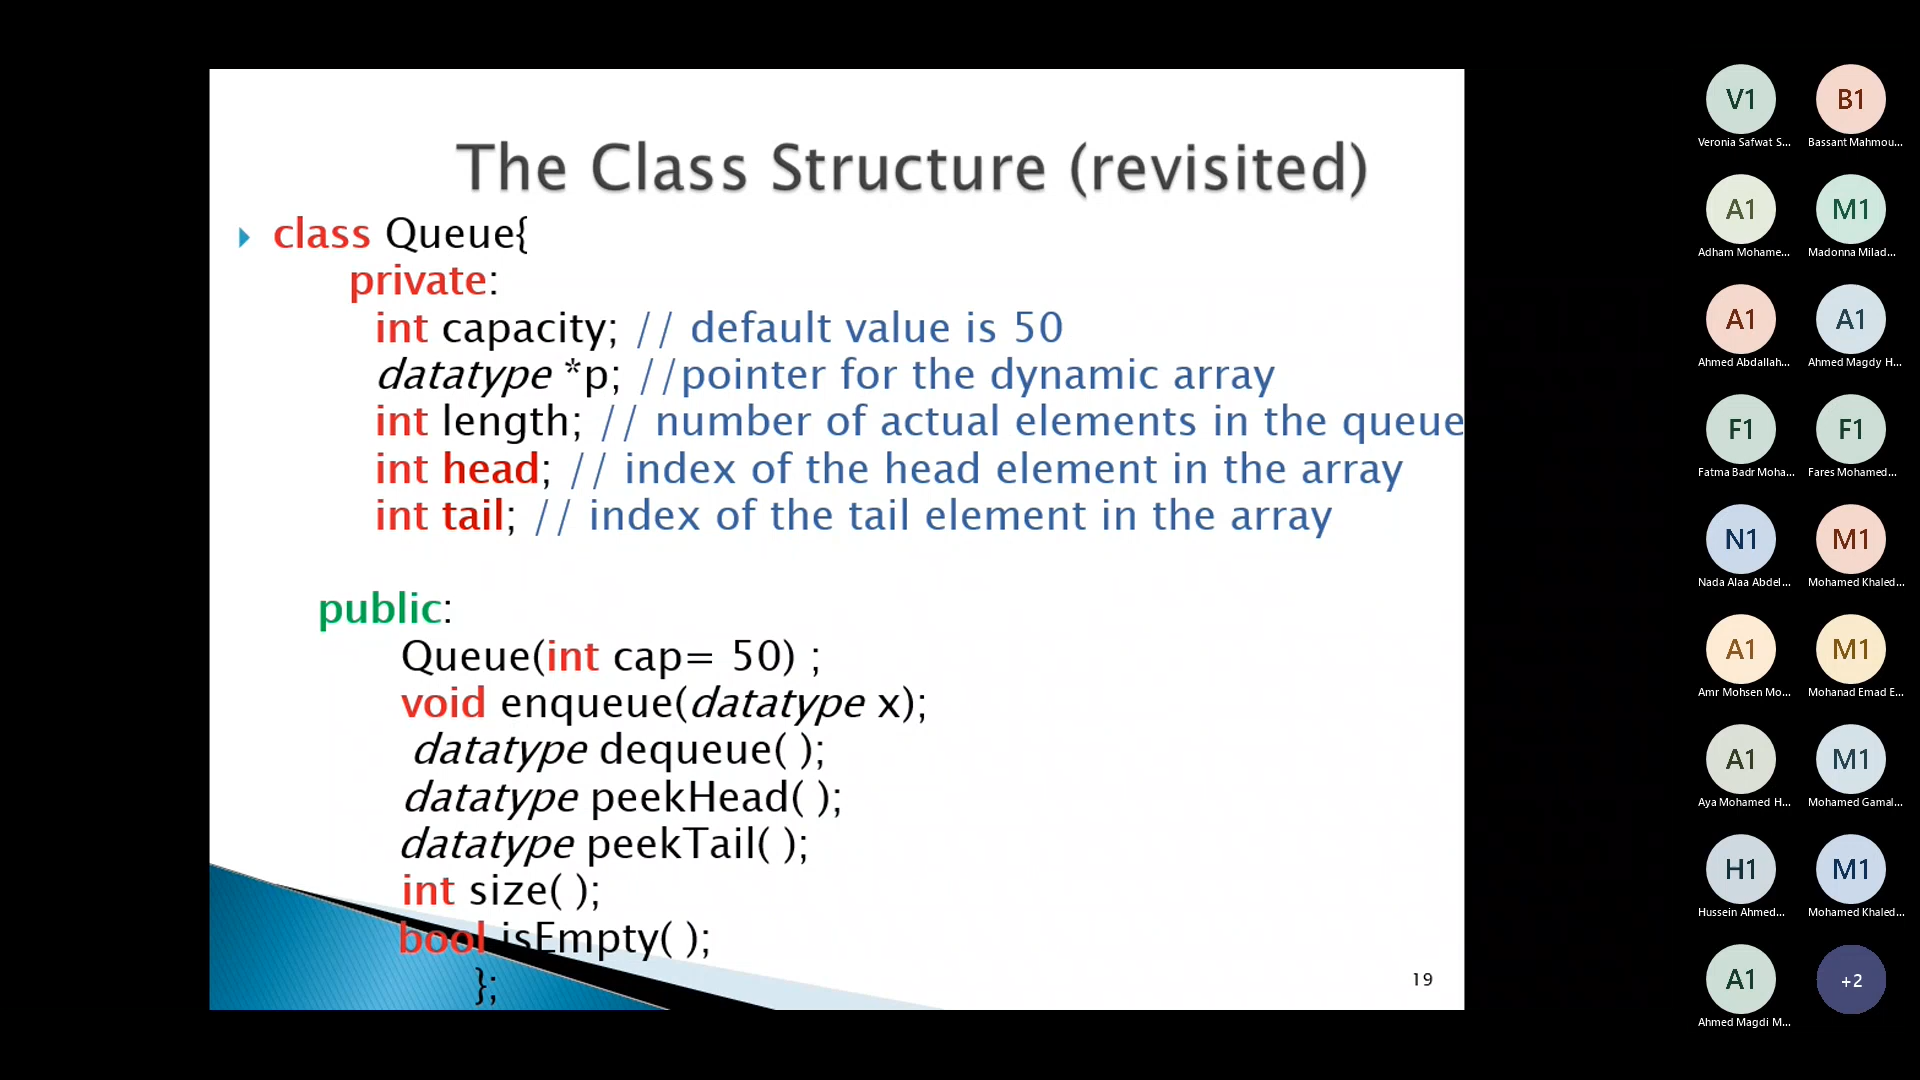 The Class Structure (revisited)
class Queue{
private:
int capacity; // default value is 50
datatype *p; //pointer for the dynamic array
int length; // number of actual elements in the queue
int head; // index of the head element in the array
int tail; // index of the tail element in the array
public:
Queue(int cap= 50) ;
void enqueue(datatype x);
datatype dequeue( );
datatype peekHead( );
datatype peekTail( );
int size( );
bool isEmpty( );
};
19
V1 B1
Veronia Safwat S... Bassant Mahmou...
A1 M1
Adham Mohame... Madonna Milad...
A1 A1
Ahmed Abdallah... Ahmed Magdy H...
F1 F1
Fatma Badr Moha... Fares Mohamed...
N1 M1
Nada Alaa Abdel... Mohamed Khaled...
A1 M1
Amr Mohsen Mo... Mohanad Emad E...
A1 M1
Aya Mohamed H... Mohamed Gamal...
H1 M1
Hussein Ahmed... Mohamed Khaled...
A1 +2
Ahmed Magdi M...